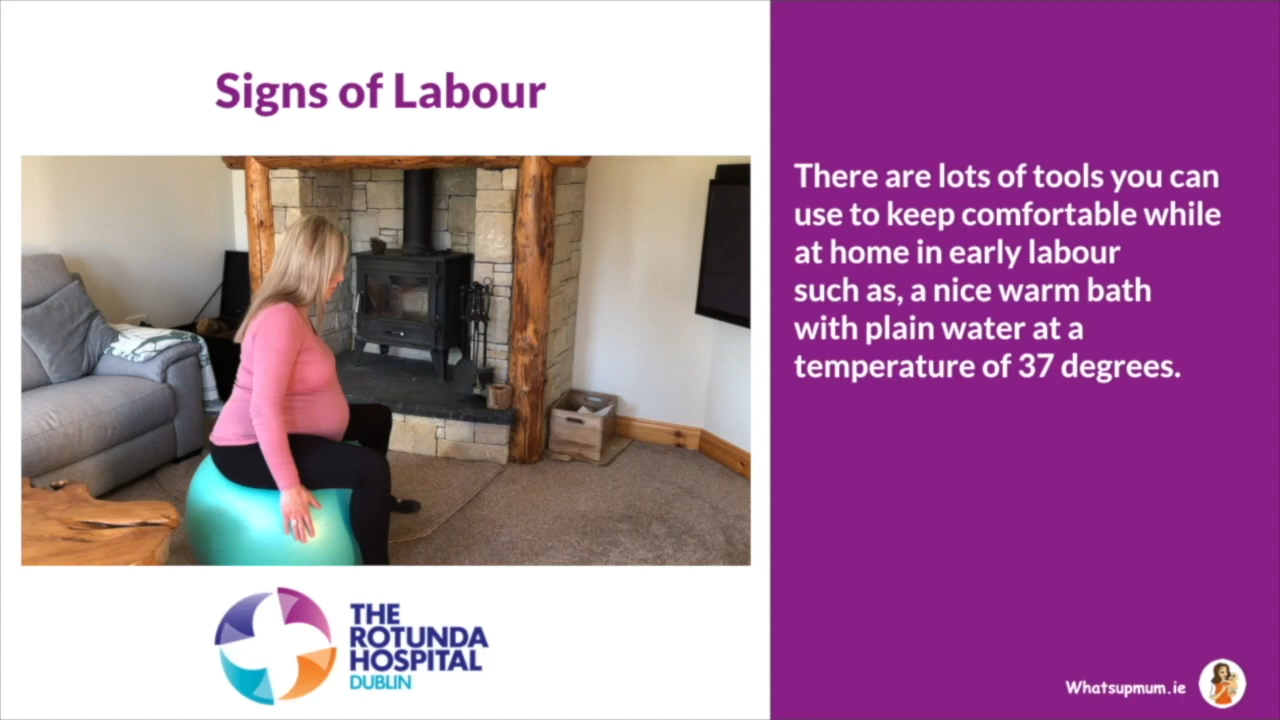 Signs of Labour
There are lots of tools you can
use to keep comfortable while
at home in early labour
such as, a nice warm bath
with plain water at a
temperature of 37 degrees.
THE
ROTUNDA
HOSPITAL
DUBLIN
Whatsupmum.ie